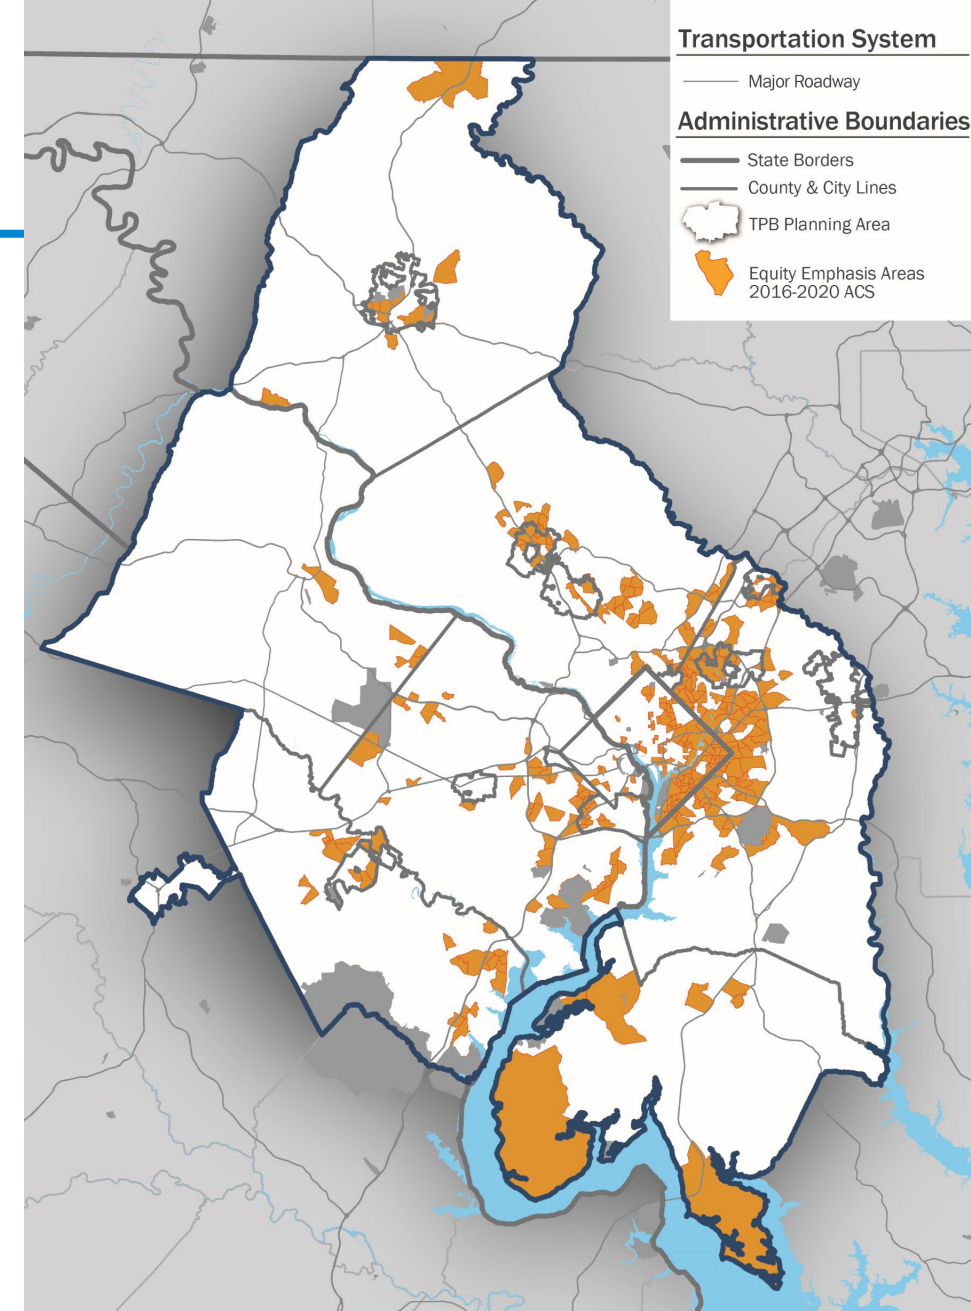 Transportation System
Major Roadway
Administrative Boundaries
State Borders
County & City Lines
TPB Planning Area
Equity Emphasis Areas
2016-2020 ACS